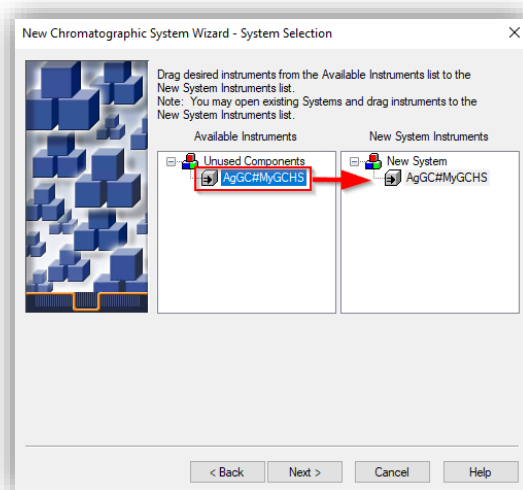 New Chromatographic System Wizard - System Selection
Drag desired instruments from the Available Instruments list to the
New System Instruments list.
Note: You may open existing Systems and drag instruments to the
New System Instruments list.
Available Instruments
New System Instruments
Unused Components
AgGC#MyGCHS
New System
AgGC#MyGCHS
< Back
Next >
Cancel
Help